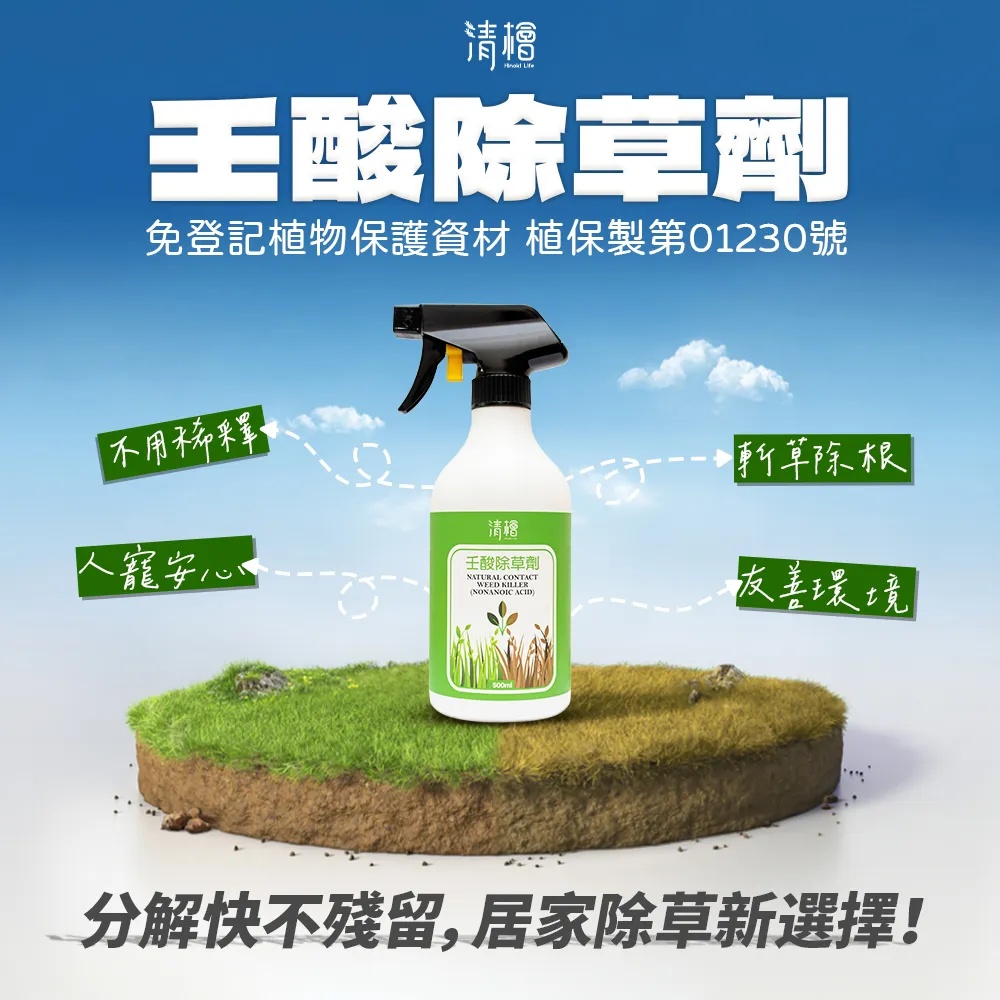 清檜
Hinoki Life
壬酸除草劑
免登記植物保護資材 植保製第01230號
不用稀釋
斬草除根
人寵安心
友善環境
清檜
壬酸除草劑
NATURAL CONTACT
WEED KILLER
(NONANOIC ACID)
500ml
分解快不殘留,居家除草新選擇!